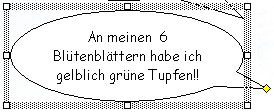 An meinen 6
Blütenblättern habe ich
gelblich grüne Tupfen!!